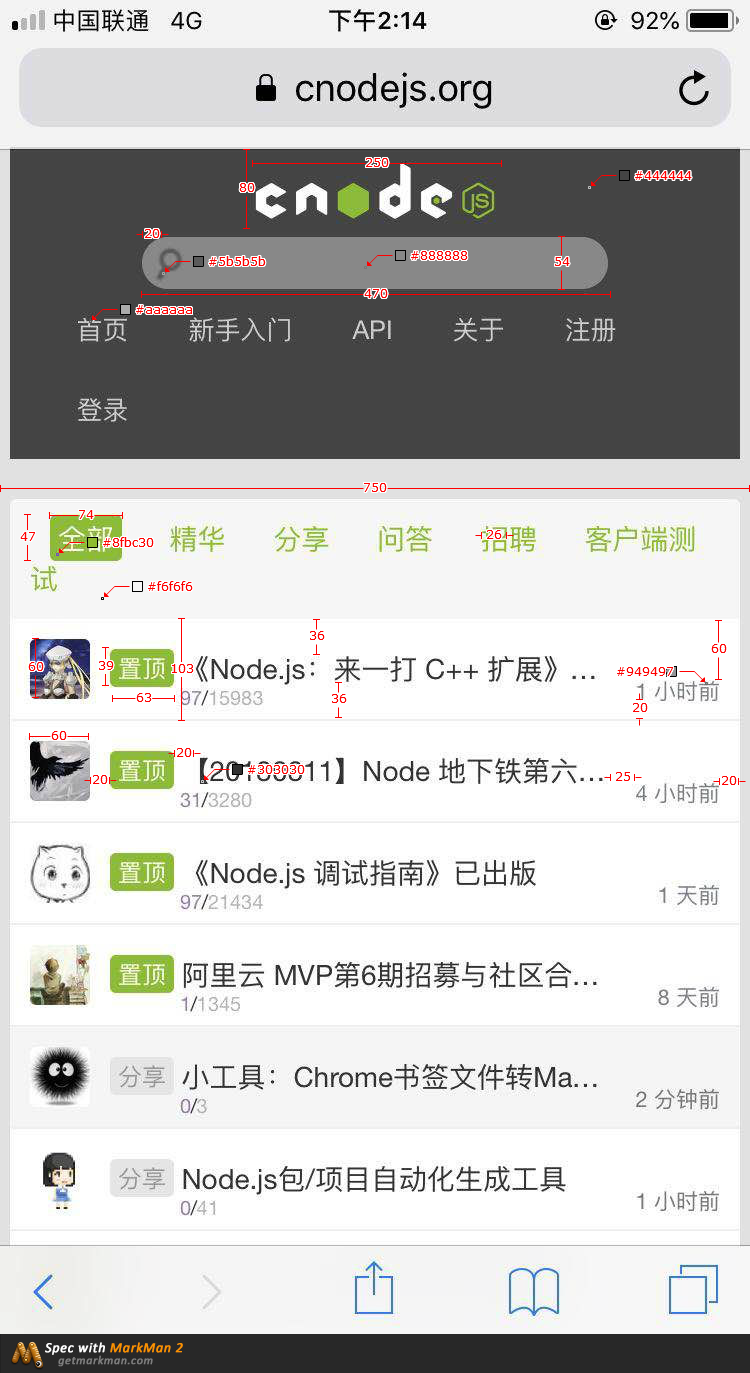 中国联通 4G 下午2:14 92%
cnodejs.org
250
80
cnode JS
#444444
20
#5b5b5b
#888888
54
470
#aaaaaa
首页 新手入门 API 关于 注册
登录
750
74
47
全部 精华 分享 问答 招聘 客户端测
#8fbc30
26
试
#f6f6f6
36
60
60
39
103
置顶 《Node.js：来一打 C++ 扩展》…
#949497
63
97/15983
36
1 小时前
20
60
20
置顶 Node 地下铁第六…
#303030
20
25
20
31/3280
4 小时前
置顶 《Node.js 调试指南》已出版
97/21434
1 天前
置顶 阿里云 MVP第6期招募与社区合…
1/1345
8 天前
分享 小工具：Chrome书签文件转Ma…
0/3
2 分钟前
分享 Node.js包/项目自动化生成工具
0/41
1 小时前
Spec with MarkMan 2
getmarkman.com